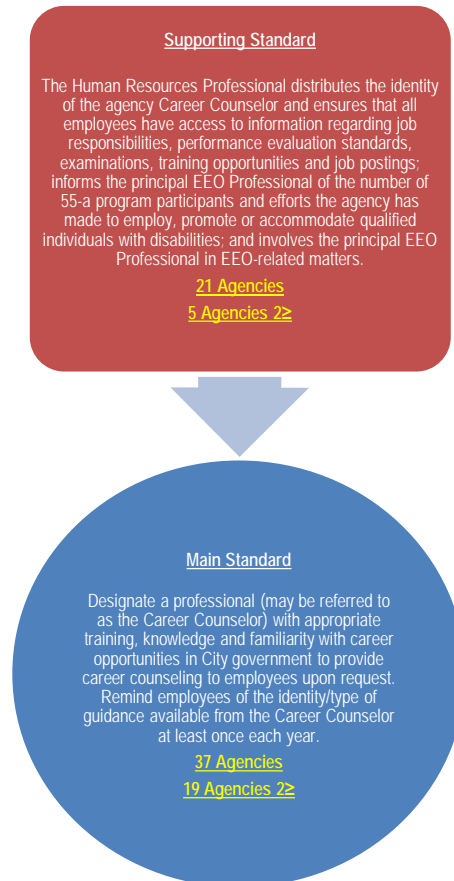 Supporting Standard
The Human Resources Professional distributes the identity
of the agency Career Counselor and ensures that all
employees have access to information regarding job
responsibilities, performance evaluation standards,
examinations, training opportunities and job postings;
informs the principal EEO Professional of the number of
55-a program participants and efforts the agency has
made to employ, promote or accommodate qualified
individuals with disabilities; and involves the principal EEO
Professional in EEO-related matters.
21 Agencies
5 Agencies 2≥
Main Standard
Designate a professional (may be referred to
as the Career Counselor) with appropriate
training, knowledge and familiarity with career
opportunities in City government to provide
career counseling to employees upon request.
Remind employees of the identity/type of
guidance available from the Career Counselor
at least once each year.
37 Agencies
19 Agencies 2≥